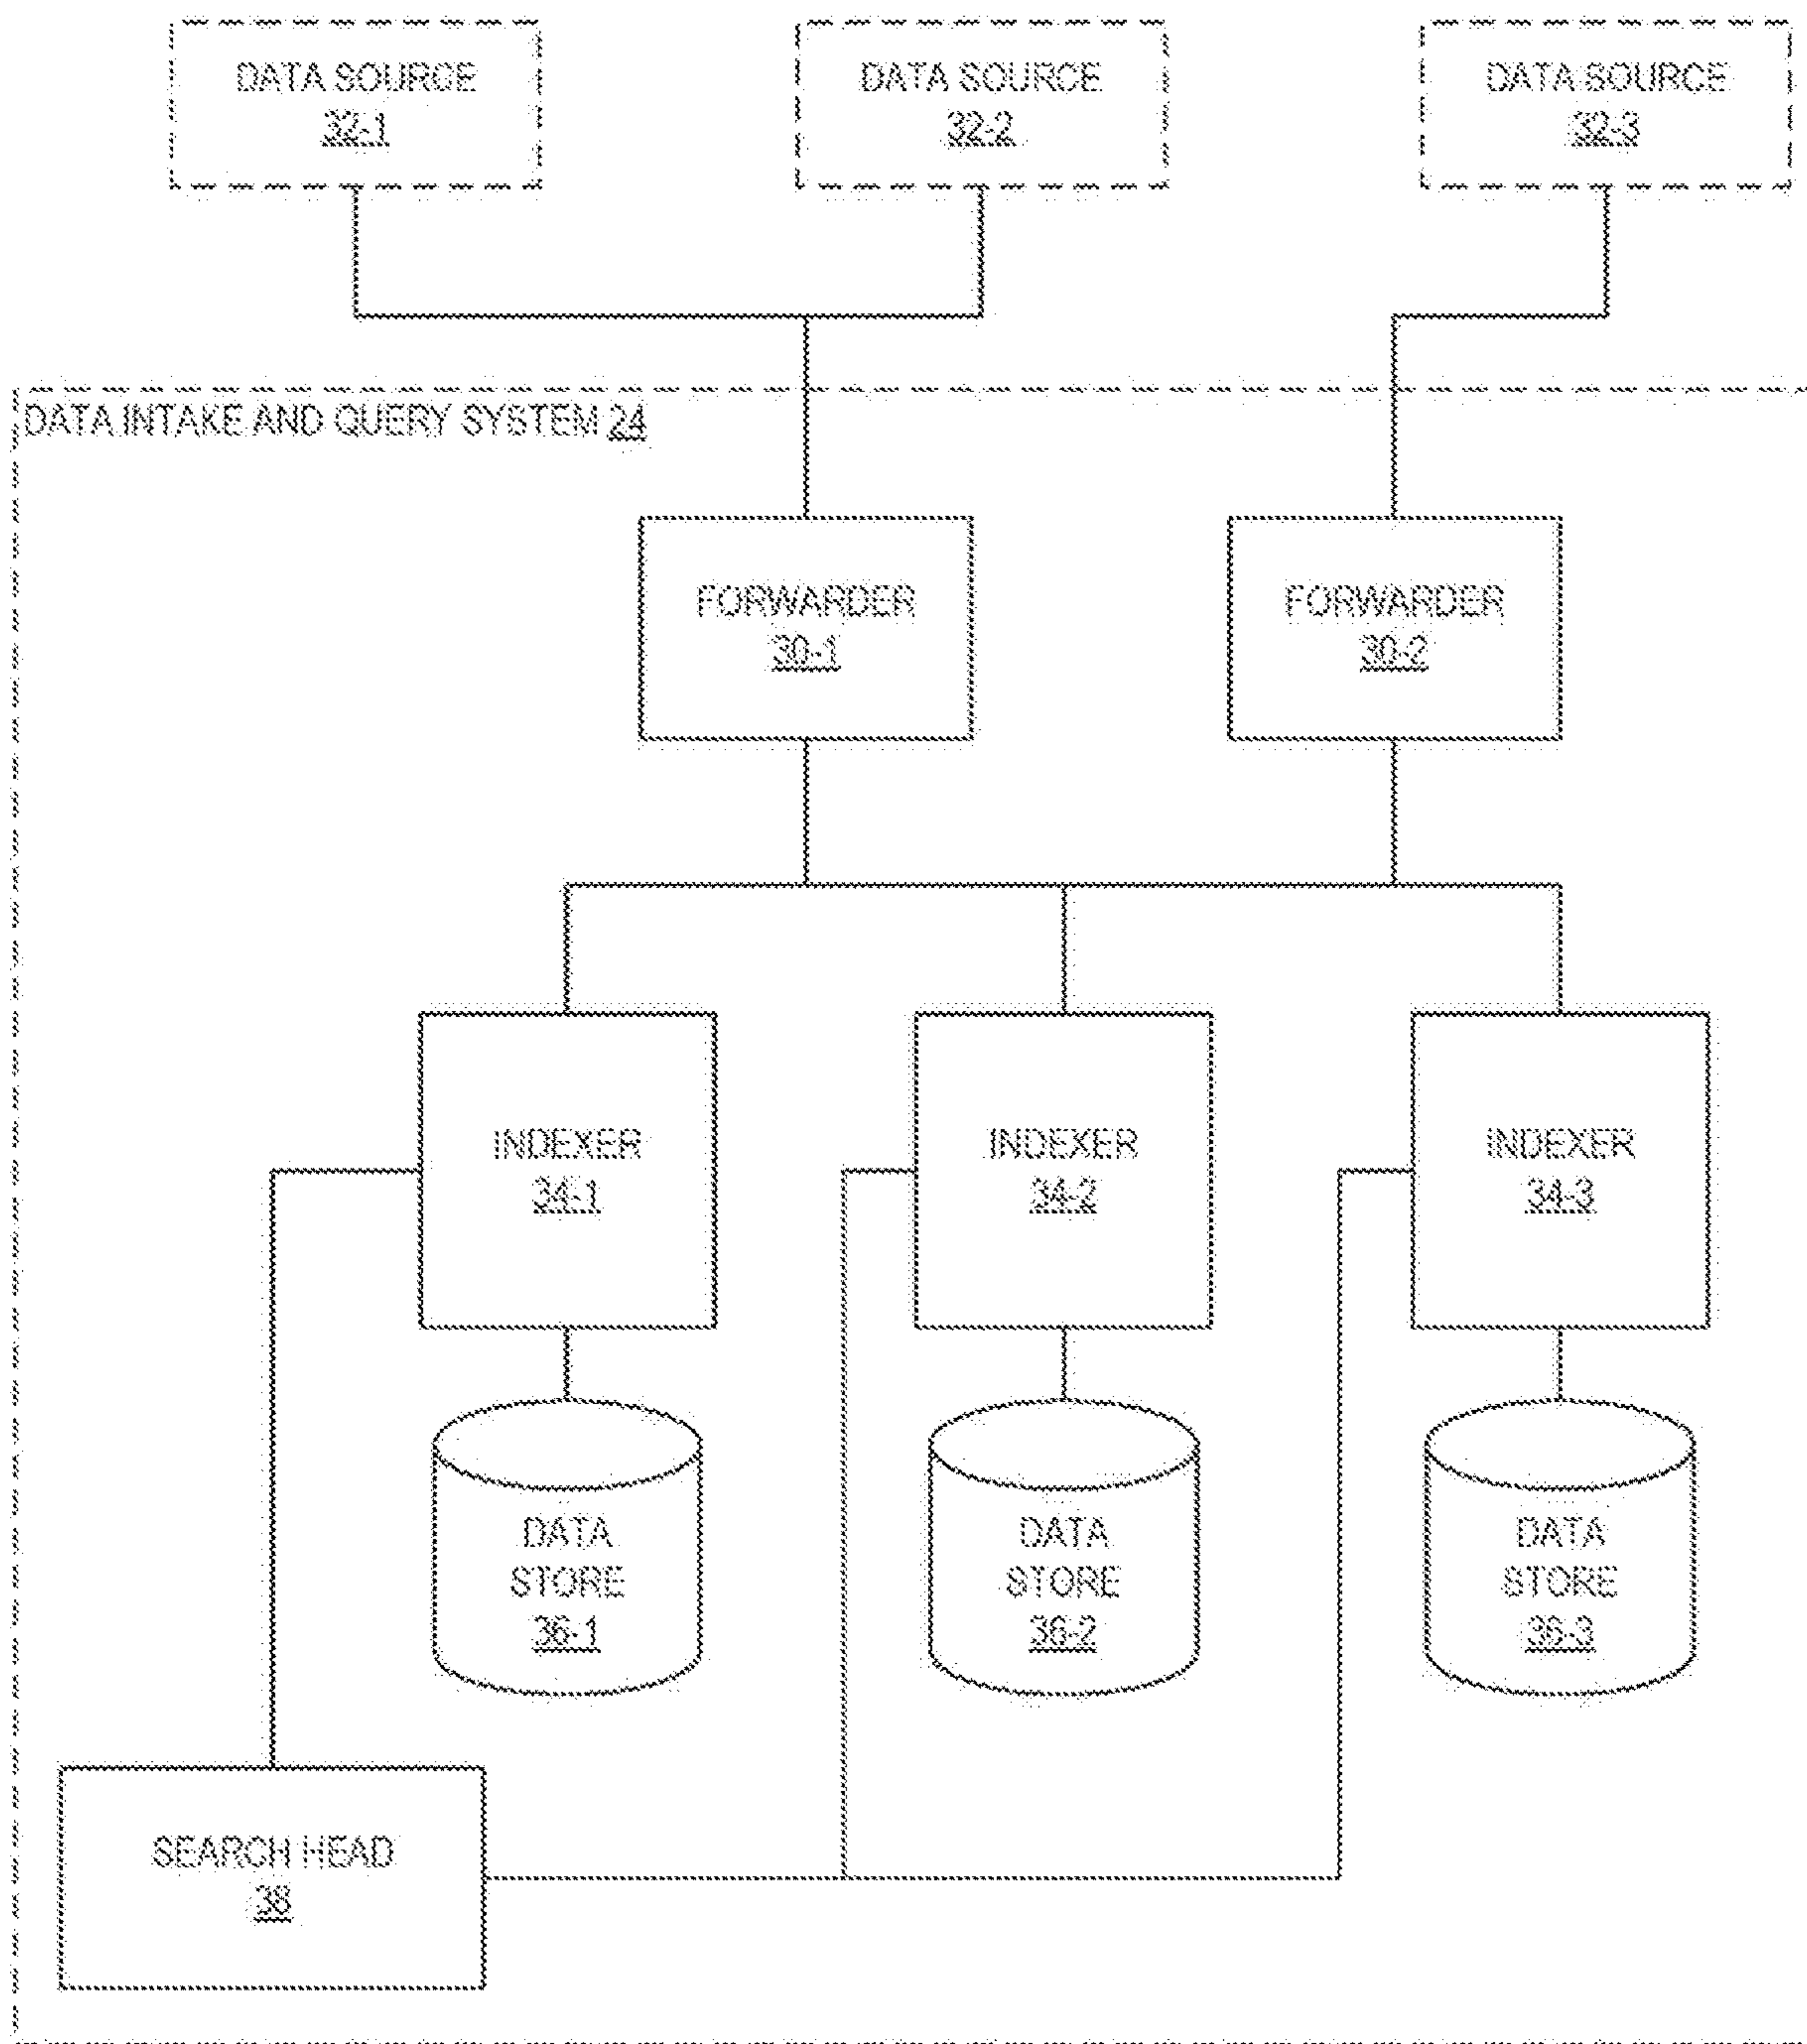 DATA SOURCE
32-1
DATA SOURCE
32-2
DATA SOURCE
32-3
DATA INTAKE AND QUERY SYSTEM 24
FORWARDER
30-1
FORWARDER
30-2
INDEXER
34-1
INDEXER
34-2
INDEXER
34-3
DATA
STORE
36-1
DATA
STORE
36-2
DATA
STORE
36-3
SEARCH HEAD
38